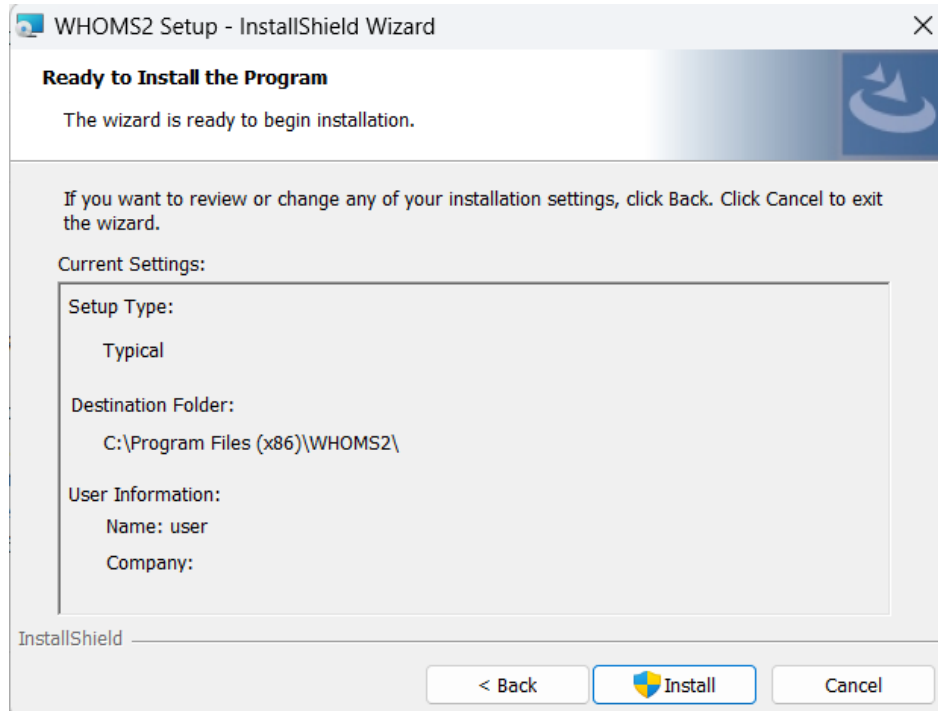 WHOMS2 Setup - InstallShield Wizard
Ready to Install the Program
The wizard is ready to begin installation.
If you want to review or change any of your installation settings, click Back. Click Cancel to exit
the wizard.
Current Settings:
Setup Type:
Typical
Destination Folder:
C:\Program Files (x86)\WHOMS2\
User Information:
Name: user
Company:
InstallShield
< Back
Install
Cancel